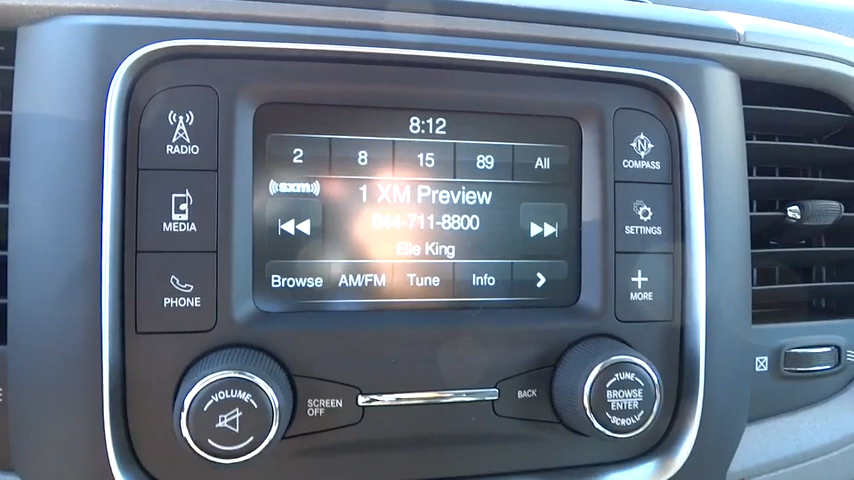 8:12
2 8 15 89 All
((sxm))
1 XM Preview
844-711-8800
Elle King
Browse AM/FM Tune Info >
RADIO
MEDIA
PHONE
N
COMPASS
SETTINGS
+
MORE
VOLUME
SCREEN
OFF
BACK
TUNE
BROWSE
ENTER
SCROLL